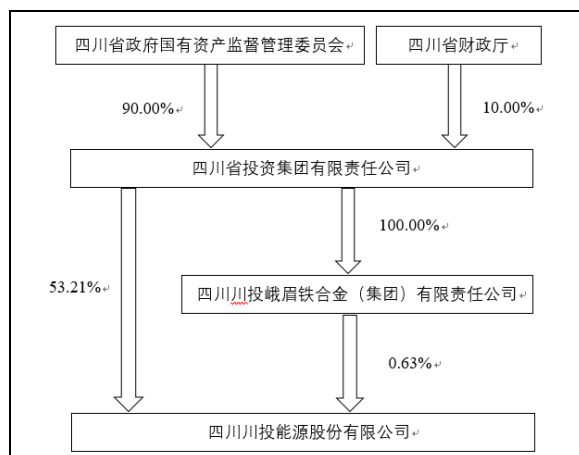 四川省政府国有资产监督管理委员会
四川省财政厅
90.00%
10.00%
四川省投资集团有限责任公司
100.00%
53.21%
四川川投峨眉铁合金（集团）有限责任公司
0.63%
四川川投能源股份有限公司